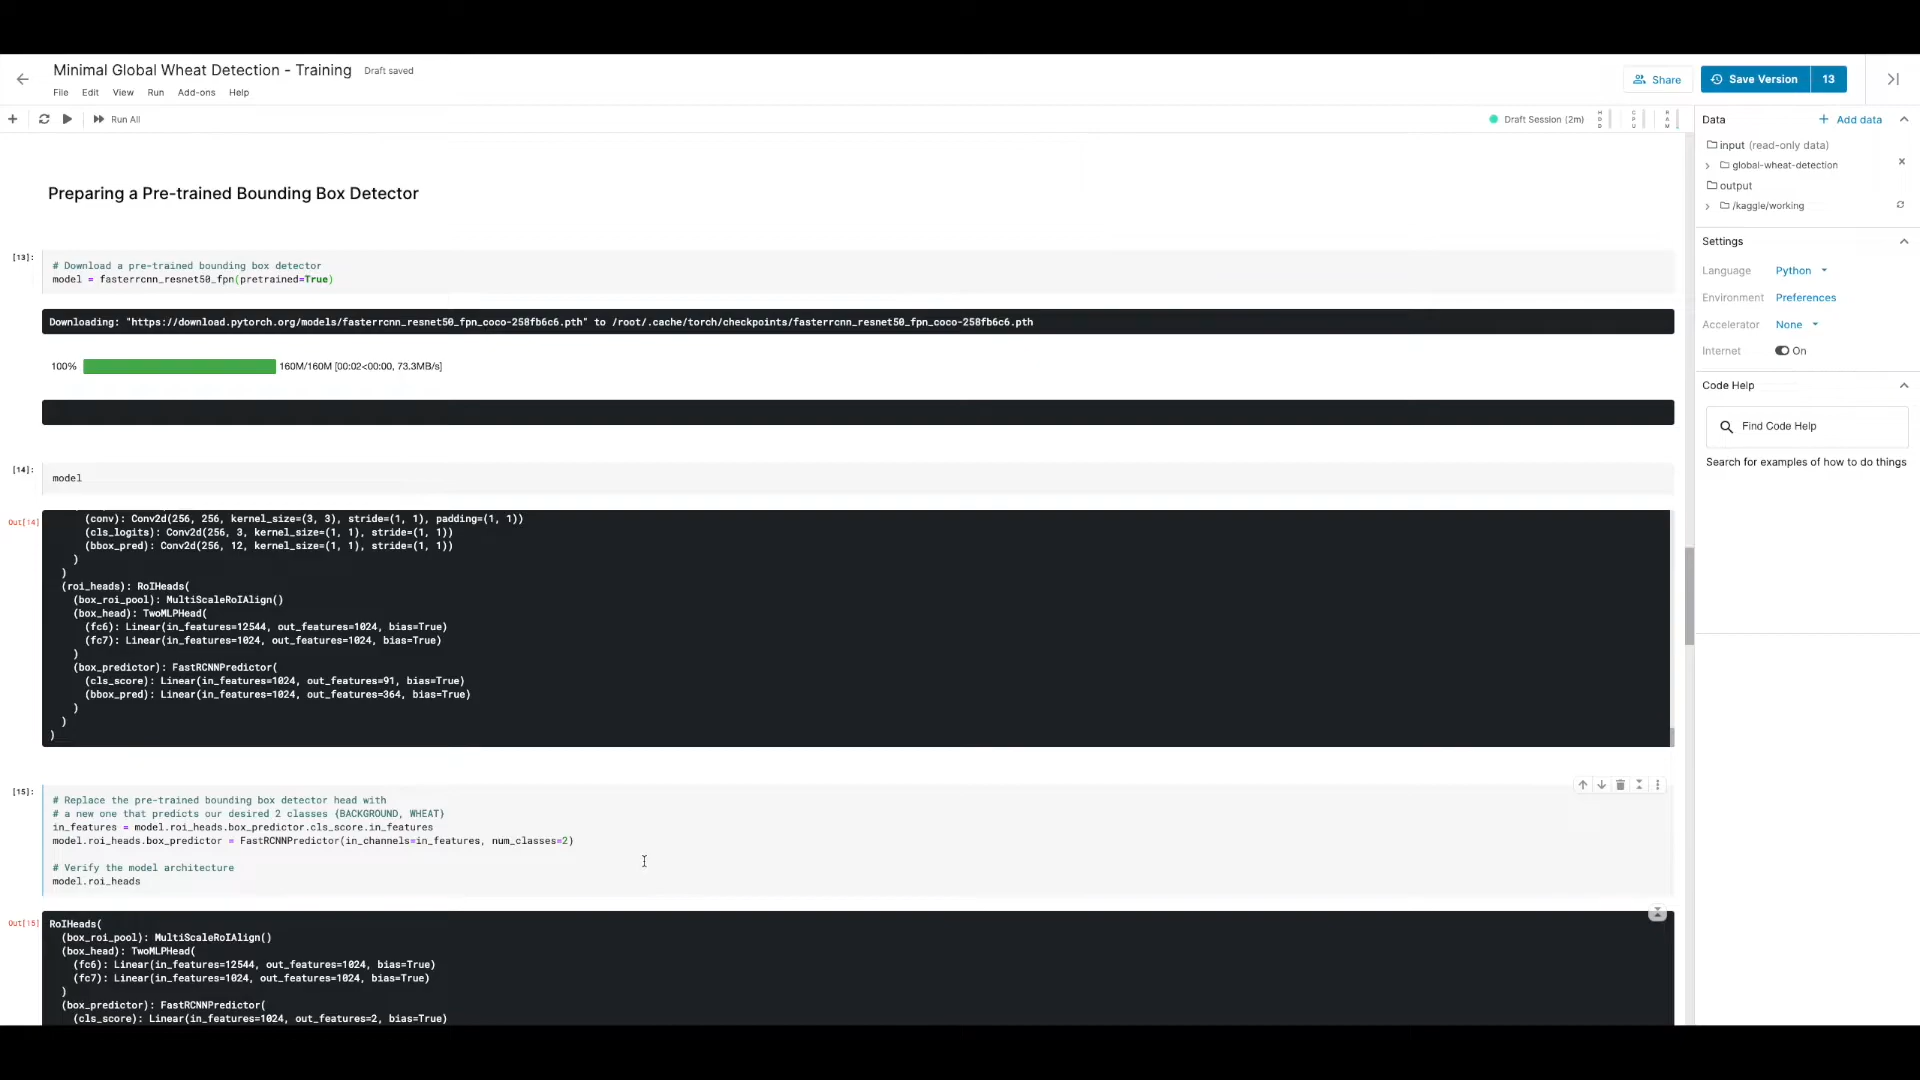 Minimal Global Wheat Detection - Training Draft saved
File Edit View Run Add-ons Help
Share
Save Version 13
Run All
Draft Session (2m)
HDD CPU RAM
Preparing a Pre-trained Bounding Box Detector
[13]:
# Download a pre-trained bounding box detector
model = fasterrcnn_resnet50_fpn(pretrained=True)
Downloading: "https://download.pytorch.org/models/fasterrcnn_resnet50_fpn_coco-258fb6c6.pth" to /root/.cache/torch/checkpoints/fasterrcnn_resnet50_fpn_coco-258fb6c6.pth
100% 160M/160M [00:02<00:00, 73.3MB/s]
[14]:
model
Out[14]
(conv): Conv2d(256, 256, kernel_size=(3, 3), stride=(1, 1), padding=(1, 1))
(cls_logits): Conv2d(256, 3, kernel_size=(1, 1), stride=(1, 1))
(bbox_pred): Conv2d(256, 12, kernel_size=(1, 1), stride=(1, 1))
)
)
(roi_heads): RoIHeads(
(box_roi_pool): MultiScaleRoIAlign()
(box_head): TwoMLPHead(
(fc6): Linear(in_features=12544, out_features=1024, bias=True)
(fc7): Linear(in_features=1024, out_features=1024, bias=True)
)
(box_predictor): FastRCNNPredictor(
(cls_score): Linear(in_features=1024, out_features=91, bias=True)
(bbox_pred): Linear(in_features=1024, out_features=364, bias=True)
)
)
)
[15]:
# Replace the pre-trained bounding box detector head with
# a new one that predicts our desired 2 classes {BACKGROUND, WHEAT}
in_features = model.roi_heads.box_predictor.cls_score.in_features
model.roi_heads.box_predictor = FastRCNNPredictor(in_channels=in_features, num_classes=2)
# Verify the model architecture
model.roi_heads
Out[15]
RoIHeads(
(box_roi_pool): MultiScaleRoIAlign()
(box_head): TwoMLPHead(
(fc6): Linear(in_features=12544, out_features=1024, bias=True)
(fc7): Linear(in_features=1024, out_features=1024, bias=True)
)
(box_predictor): FastRCNNPredictor(
(cls_score): Linear(in_features=1024, out_features=2, bias=True)
Data
+ Add data
input (read-only data)
global-wheat-detection
output
/kaggle/working
Settings
Language Python
Environment Preferences
Accelerator None
Internet On
Code Help
Find Code Help
Search for examples of how to do things